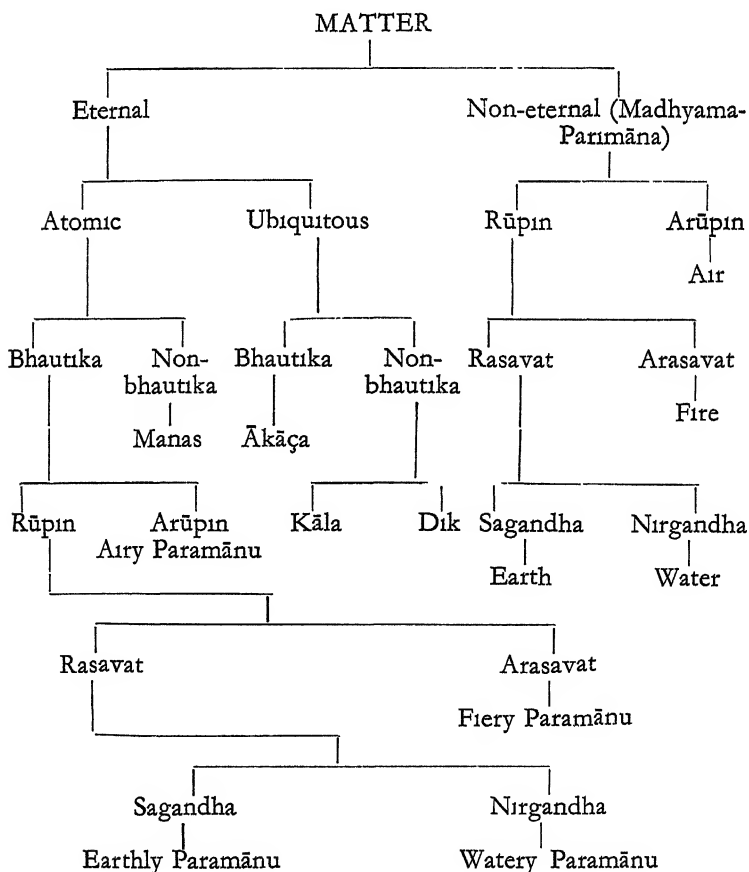 MATTER
Eternal Non-eternal (Madhyama-
Parimāna)
Atomic Ubiquitous Rūpin Arūpin
Air
Bhautika Non- Bhautika Non- Rasavat Arasavat
bhautika bhautika
Fire
Manas Ākāça
Rūpin Arūpin Kāla Dik Sagandha Nirgandha
Airy Paramānu
Earth Water
Rasavat Arasavat
Fiery Paramānu
Sagandha Nirgandha
Earthly Paramānu Watery Paramānu